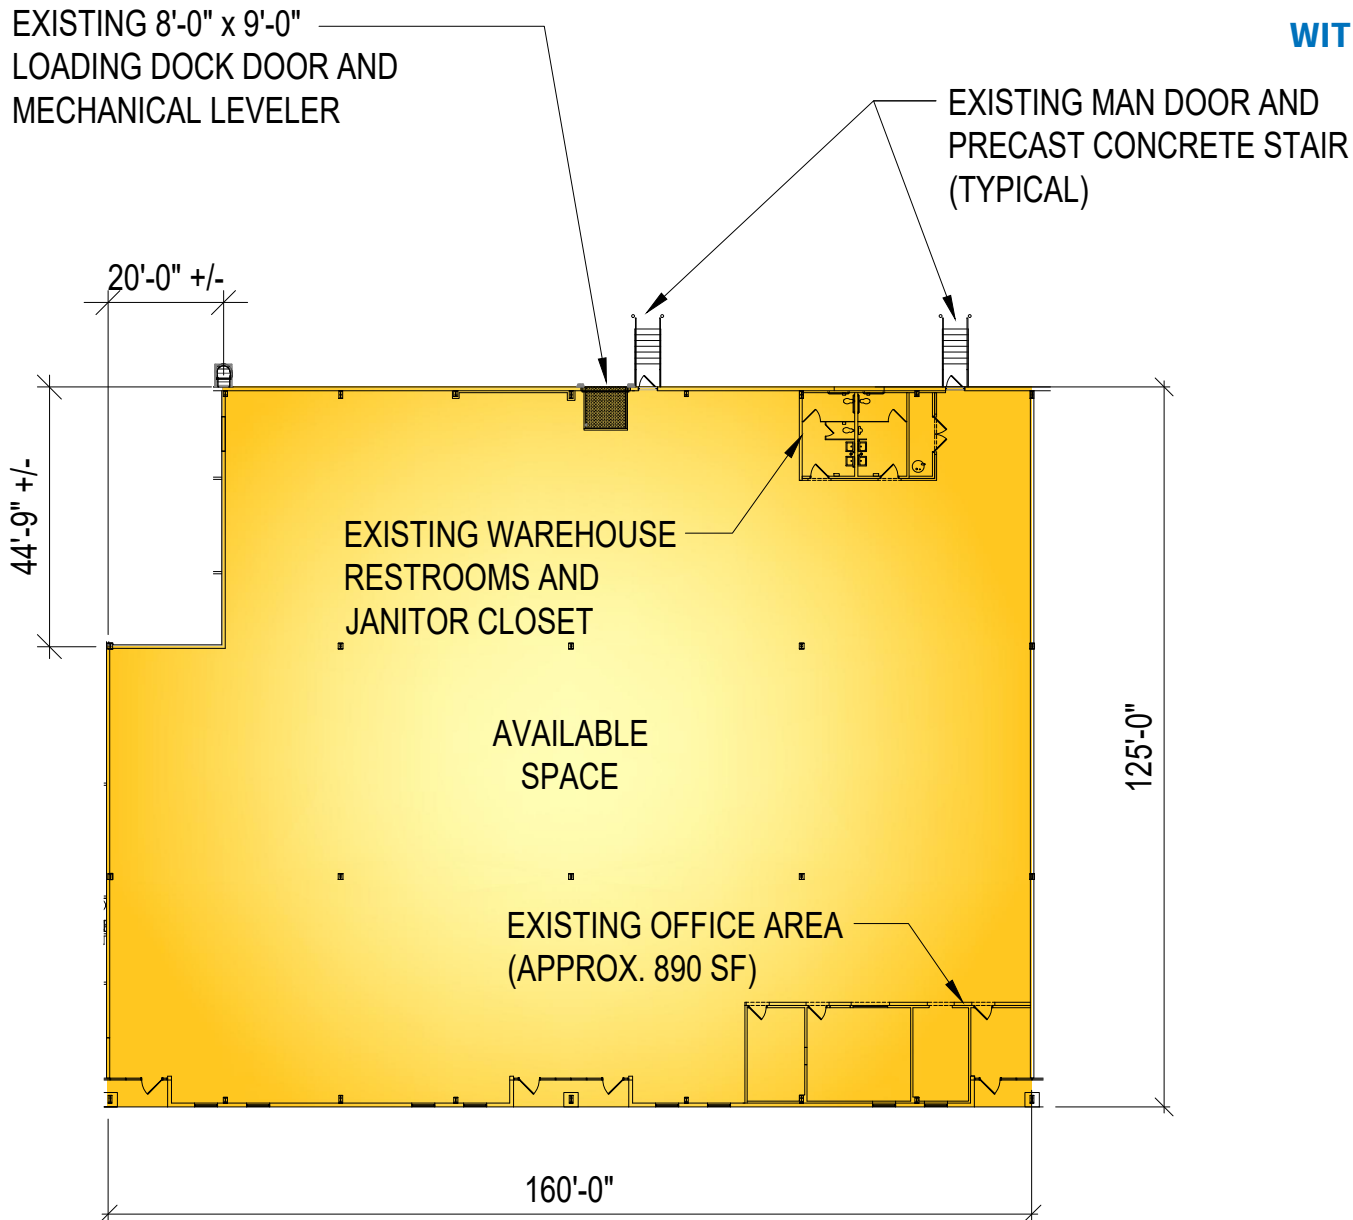 EXISTING 8'-0" x 9'-0"
LOADING DOCK DOOR AND
MECHANICAL LEVELER
WIT
EXISTING MAN DOOR AND
PRECAST CONCRETE STAIR
(TYPICAL)
20'-0" +/-
44'-9" +/-
EXISTING WAREHOUSE
RESTROOMS AND
JANITOR CLOSET
AVAILABLE
SPACE
125'-0"
EXISTING OFFICE AREA
(APPROX. 890 SF)
160'-0"